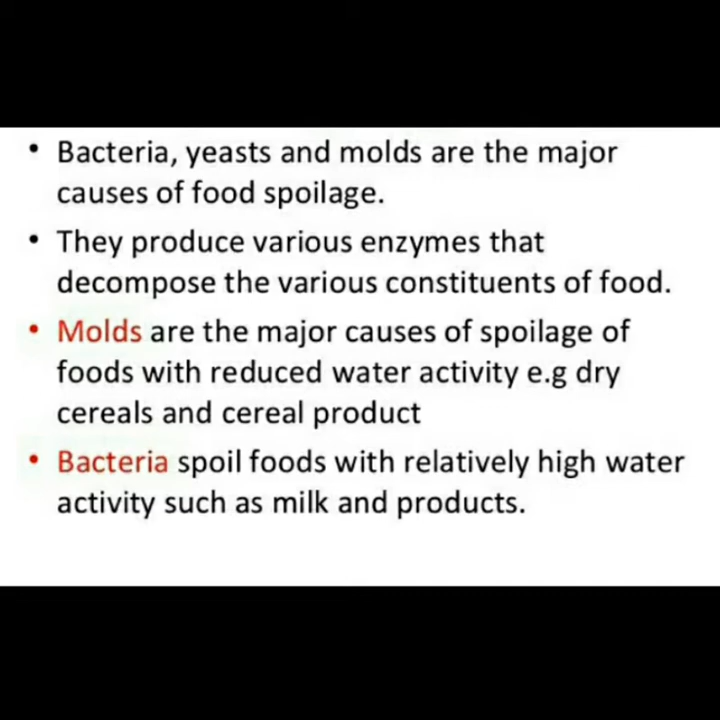 • Bacteria, yeasts and molds are the major
causes of food spoilage.
• They produce various enzymes that
decompose the various constituents of food.
• Molds are the major causes of spoilage of
foods with reduced water activity e.g dry
cereals and cereal product
• Bacteria spoil foods with relatively high water
activity such as milk and products.